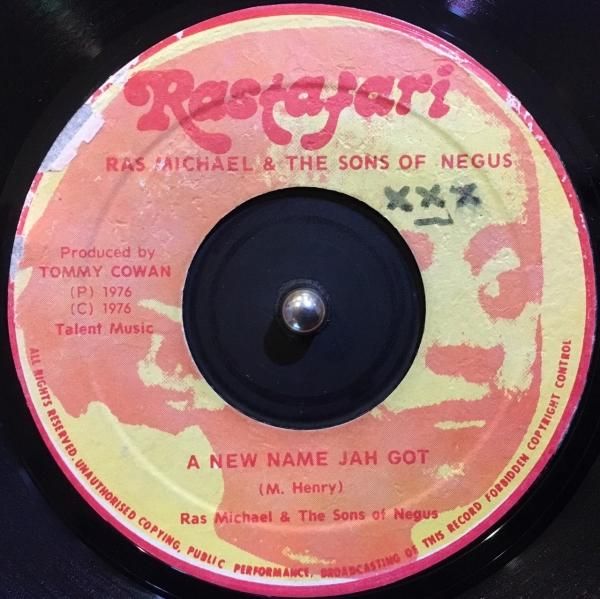 Rastafari
RAS MICHAEL & THE SONS OF NEGUS
xxx
Produced by
TOMMY COWAN
(P) 1976
(C) 1976
Talent Music
A NEW NAME JAH GOT
(M. Henry)
Ras Michael & The Sons of Negus
ALL RIGHTS RESERVED. UNAUTHORISED COPYING, PUBLIC PERFORMANCE, BROADCASTING OF THIS RECORD FORBIDDEN COPYRIGHT CONTROL